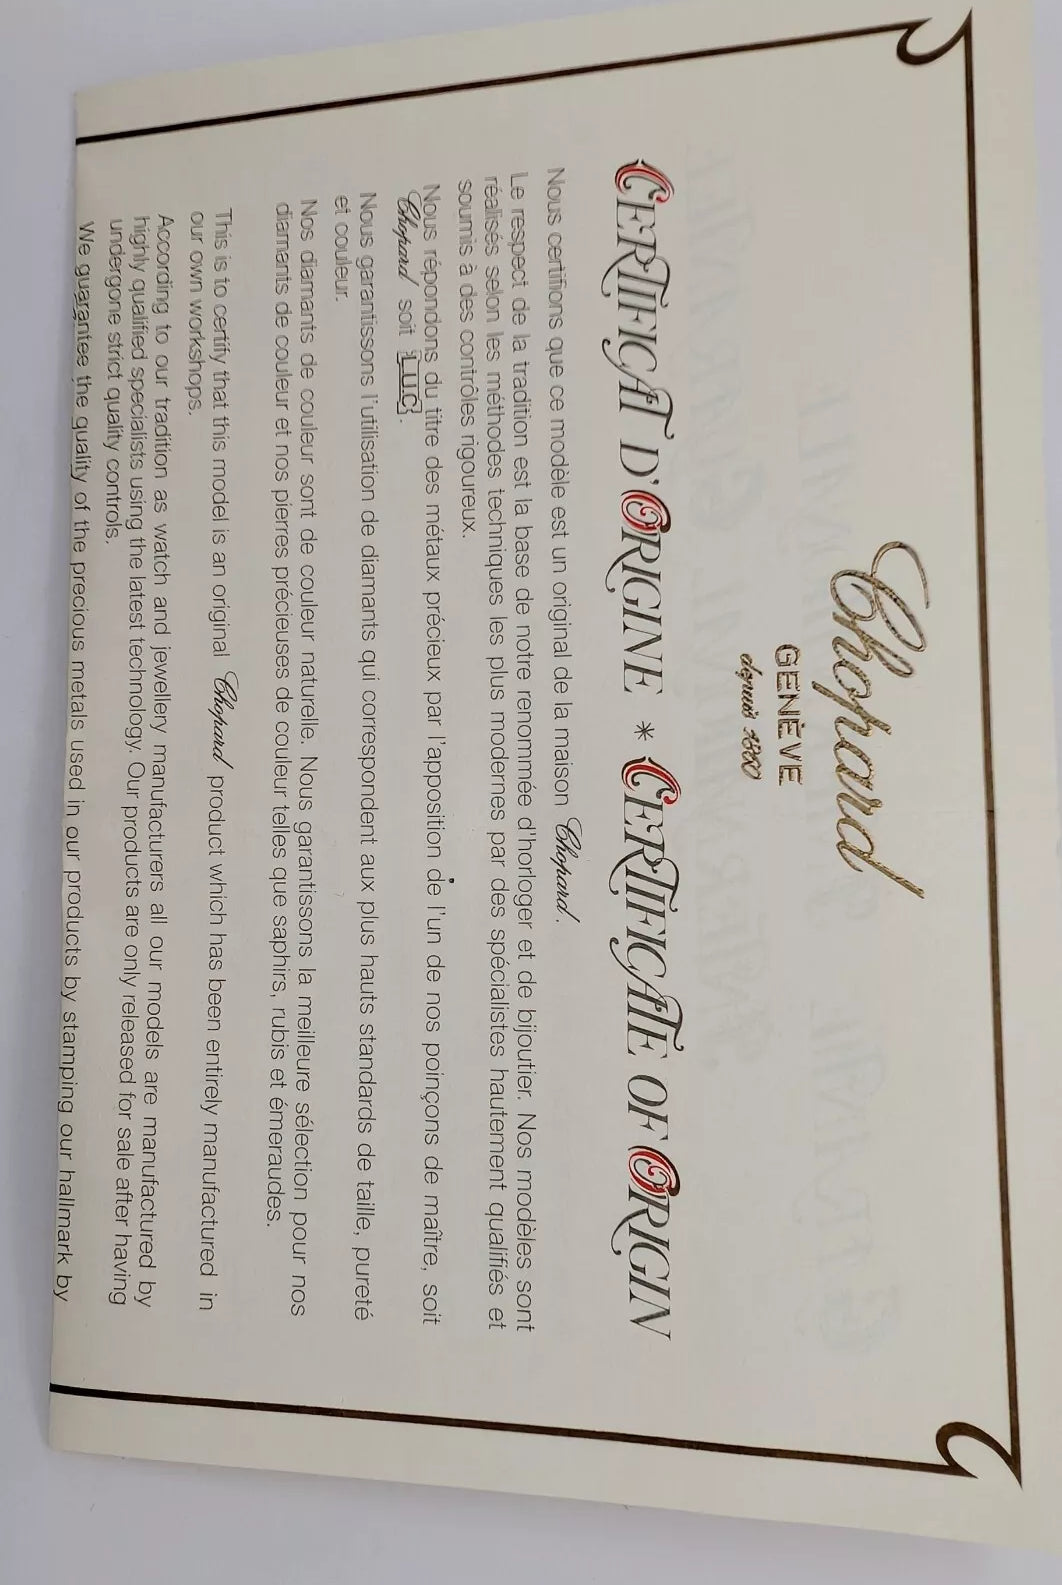 Chopard
GENÈVE
depuis 1860
CERTIFICAT D'ORIGINE * CERTIFICATE OF ORIGIN
Nous certifions que ce modèle est un original de la maison Chopard.
Le respect de la tradition est la base de notre renommée d'horloger et de bijoutier. Nos modèles sont
réalisés selon les méthodes techniques les plus modernes par des spécialistes hautement qualifiés et
soumis à des contrôles rigoureux.
Nous répondons du titre des métaux précieux par l'apposition de l'un de nos poinçons de maître, soit
Chopard soit L.U.C.
Nous garantissons l'utilisation de diamants qui correspondent aux plus hauts standards de taille, pureté
et couleur.
Nos diamants de couleur sont de couleur naturelle. Nous garantissons la meilleure sélection pour nos
diamants de couleur et nos pierres précieuses de couleur telles que saphirs, rubis et émeraudes.
This is to certify that this model is an original Chopard product which has been entirely manufactured in
our own workshops.
According to our tradition as watch and jewellery manufacturers all our models are manufactured by
highly qualified specialists using the latest technology. Our products are only released for sale after having
undergone strict quality controls.
We guarantee the quality of the precious metals used in our products by stamping our hallmark by